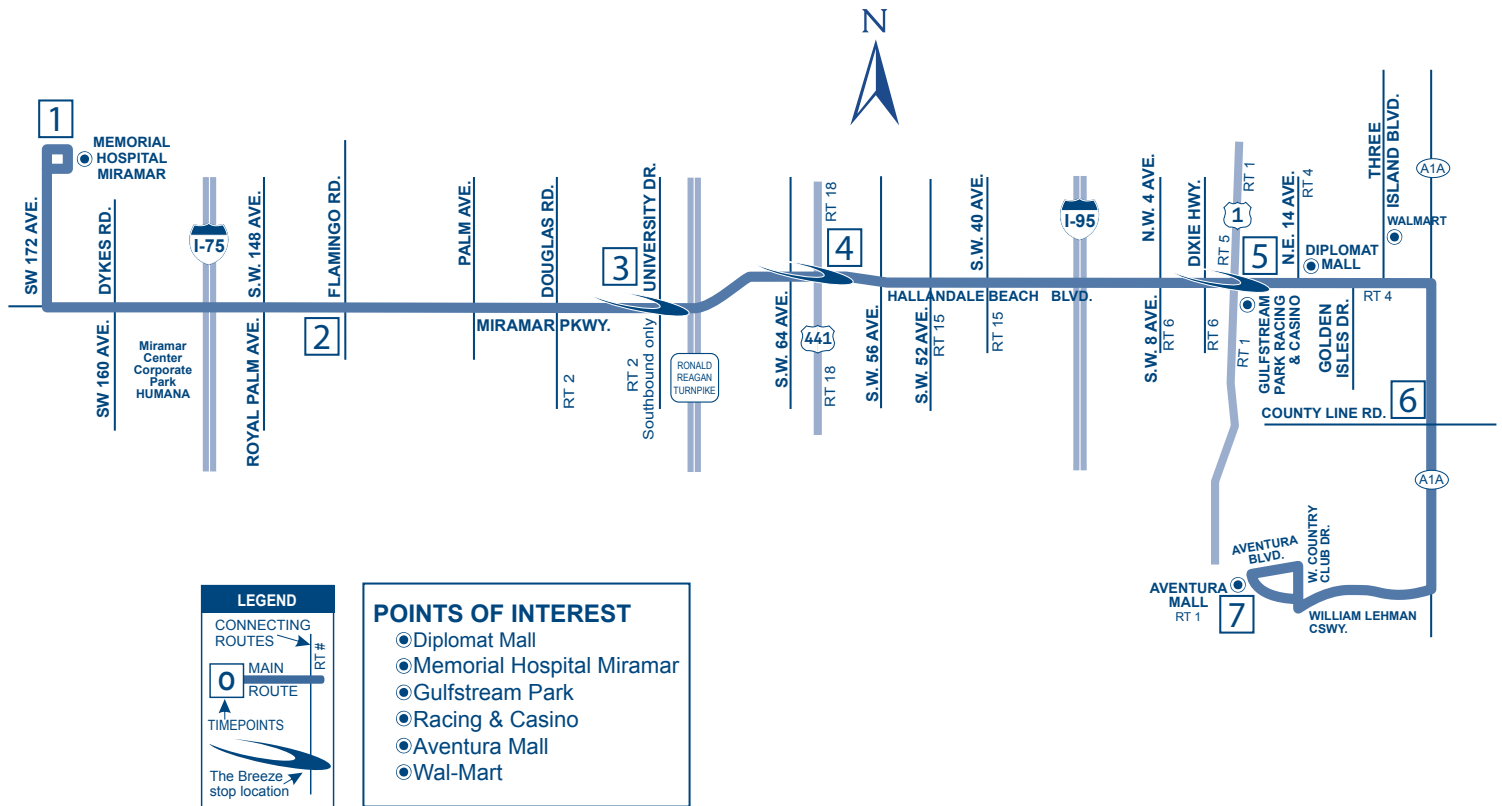 N
1
MEMORIAL
HOSPITAL
MIRAMAR
SW 172 AVE.
DYKES RD.
SW 160 AVE.
Miramar
Center
Corporate
Park
HUMANA
I-75
S.W. 148 AVE.
ROYAL PALM AVE.
FLAMINGO RD.
2
PALM AVE.
MIRAMAR PKWY.
DOUGLAS RD.
RT 2
3
UNIVERSITY DR.
RT 2
Southbound only
RONALD
REAGAN
TURNPIKE
S.W. 64 AVE.
RT 18
441
RT 18
4
S.W. 56 AVE.
HALLANDALE BEACH BLVD.
S.W. 52 AVE.
RT 15
S.W. 40 AVE.
RT 15
I-95
N.W. 4 AVE.
S.W. 8 AVE.
RT 6
DIXIE HWY.
RT 6
RT 5
RT 1
1
RT 1
5
GULFSTREAM
PARK RACING
& CASINO
N.E. 14 AVE.
RT 4
DIPLOMAT
MALL
GOLDEN
ISLES DR.
THREE
ISLAND BLVD.
WALMART
RT 4
A1A
6
COUNTY LINE RD.
A1A
AVENTURA
BLVD.
W. COUNTRY
CLUB DR.
AVENTURA
MALL
RT 1
7
WILLIAM LEHMAN
CSWY.
LEGEND
CONNECTING
ROUTES
RT #
0
MAIN
ROUTE
TIMEPOINTS
The Breeze
stop location
POINTS OF INTEREST
Diplomat Mall
Memorial Hospital Miramar
Gulfstream Park
Racing & Casino
Aventura Mall
Wal-Mart